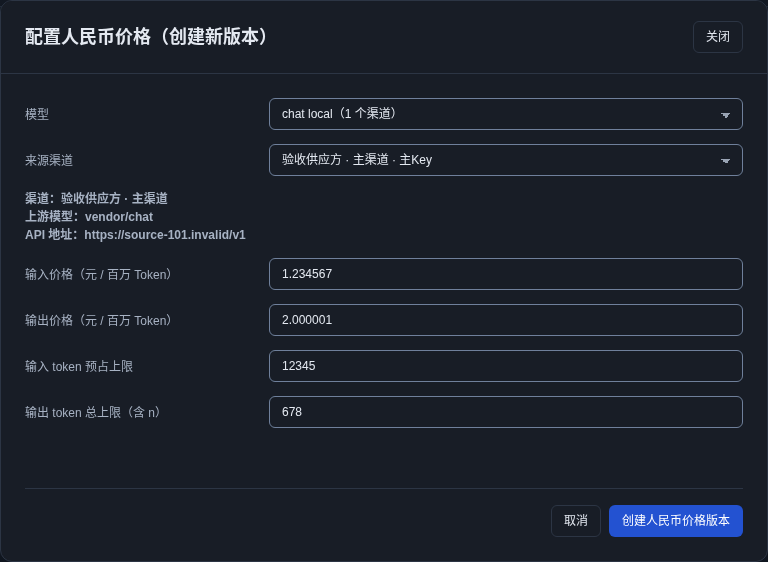 配置人民币价格（创建新版本）
关闭
模型
chat local（1 个渠道）
来源渠道
验收供应方 · 主渠道 · 主Key
渠道：验收供应方 · 主渠道
上游模型：vendor/chat
API 地址：https://source-101.invalid/v1
输入价格（元 / 百万 Token）
1.234567
输出价格（元 / 百万 Token）
2.000001
输入 token 预占上限
12345
输出 token 总上限（含 n）
678
取消
创建人民币价格版本